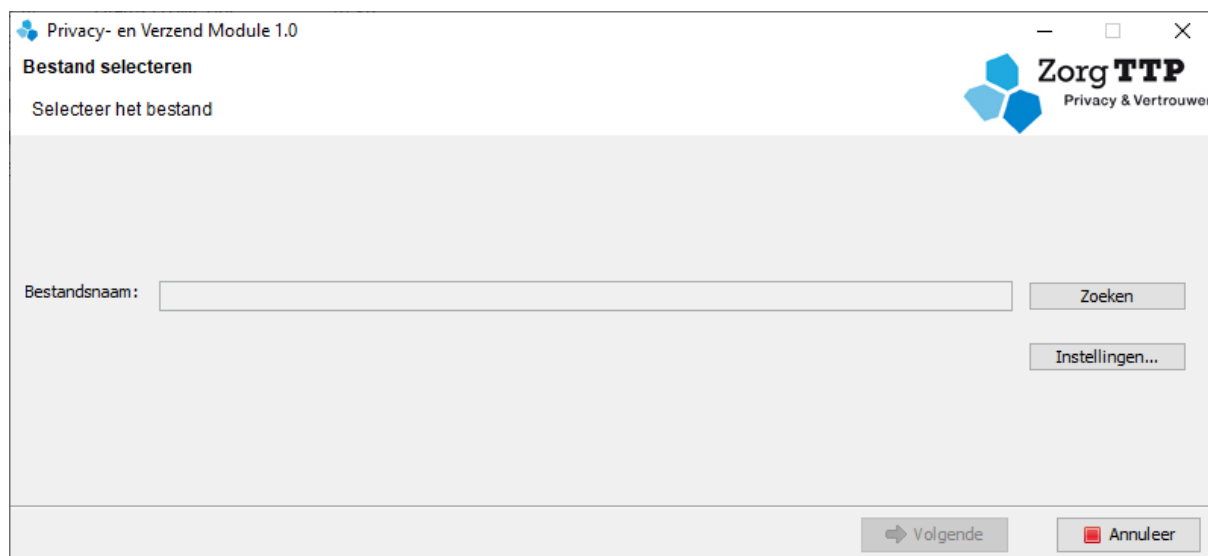 Privacy- en Verzend Module 1.0
Bestand selecteren
Selecteer het bestand
Zorg TTP
Privacy & Vertrouwen
Bestandsnaam:
Zoeken
Instellingen...
Volgende
Annuleer